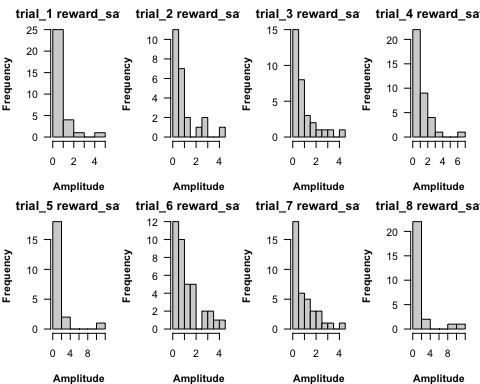 trial_1 reward_sa
trial_2 reward_sa
trial_3 reward_sa
trial_4 reward_sa
Frequency
25
20
15
10
5
0
0 2 4
Amplitude
Frequency
10
8
6
4
2
0
0 2 4
Amplitude
Frequency
15
10
5
0
0 2 4
Amplitude
Frequency
20
15
10
5
0
0 2 4 6
Amplitude
trial_5 reward_sa
trial_6 reward_sa
trial_7 reward_sa
trial_8 reward_sa
Frequency
15
10
5
0
0 4 8
Amplitude
Frequency
12
10
8
6
4
2
0
0 2 4
Amplitude
Frequency
15
10
5
0
0 2 4
Amplitude
Frequency
20
15
10
5
0
0 4 8
Amplitude